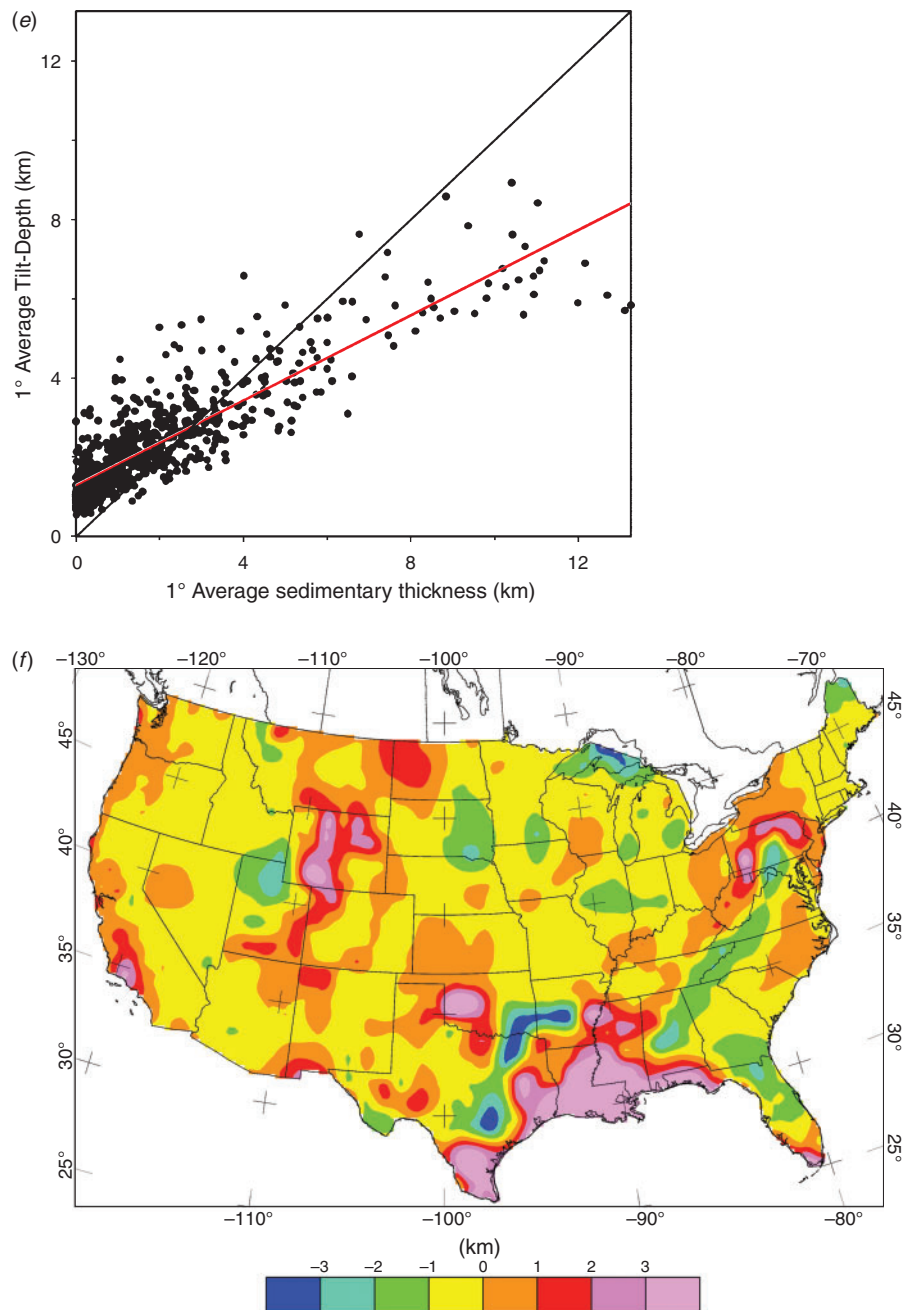 (e)
12
8
4
0
1° Average Tilt-Depth (km)
0 4 8 12
1° Average sedimentary thickness (km)
(f)
–130° –120° –110° –100° –90° –80° –70°
45° 45°
40° 40°
35° 35°
30° 30°
25° 25°
–110° –100° –90° –80°
(km)
–3 –2 –1 0 1 2 3